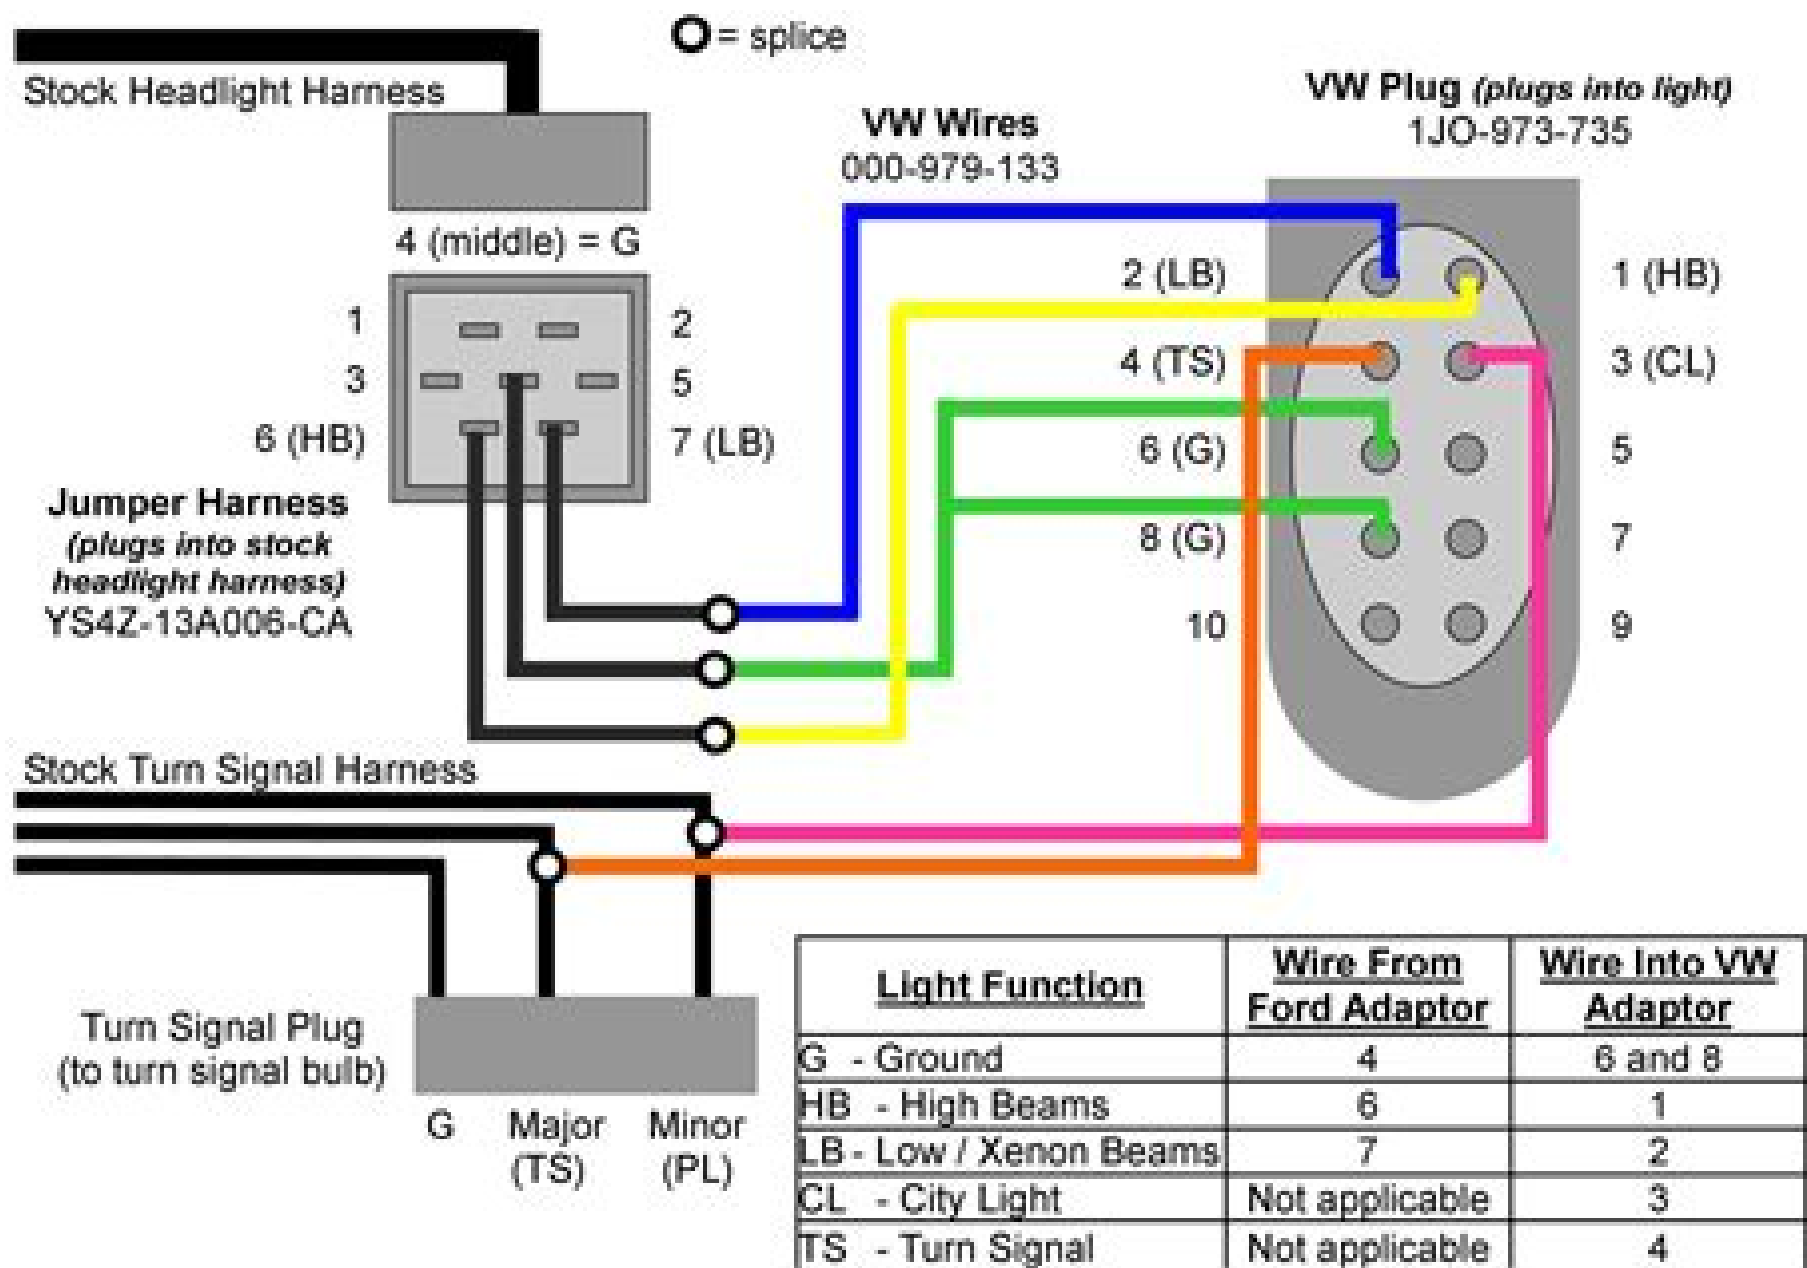 = splice
Stock Headlight Harness
VW Wires
000-979-133
VW Plug (plugs into light)
1JO-973-735
4 (middle) = G
1
2
3
5
6 (HB)
7 (LB)
Jumper Harness
(plugs into stock
headlight harness)
YS4Z-13A006-CA
2 (LB)
1 (HB)
4 (TS)
3 (CL)
6 (G)
5
8 (G)
7
10
9
Stock Turn Signal Harness
Turn Signal Plug
(to turn signal bulb)
G
Major
(TS)
Minor
(PL)
Light Function
Wire From
Ford Adaptor
Wire Into VW
Adaptor
G - Ground 4 6 and 8
HB - High Beams 6 1
LB - Low / Xenon Beams 7 2
CL - City Light Not applicable 3
TS - Turn Signal Not applicable 4